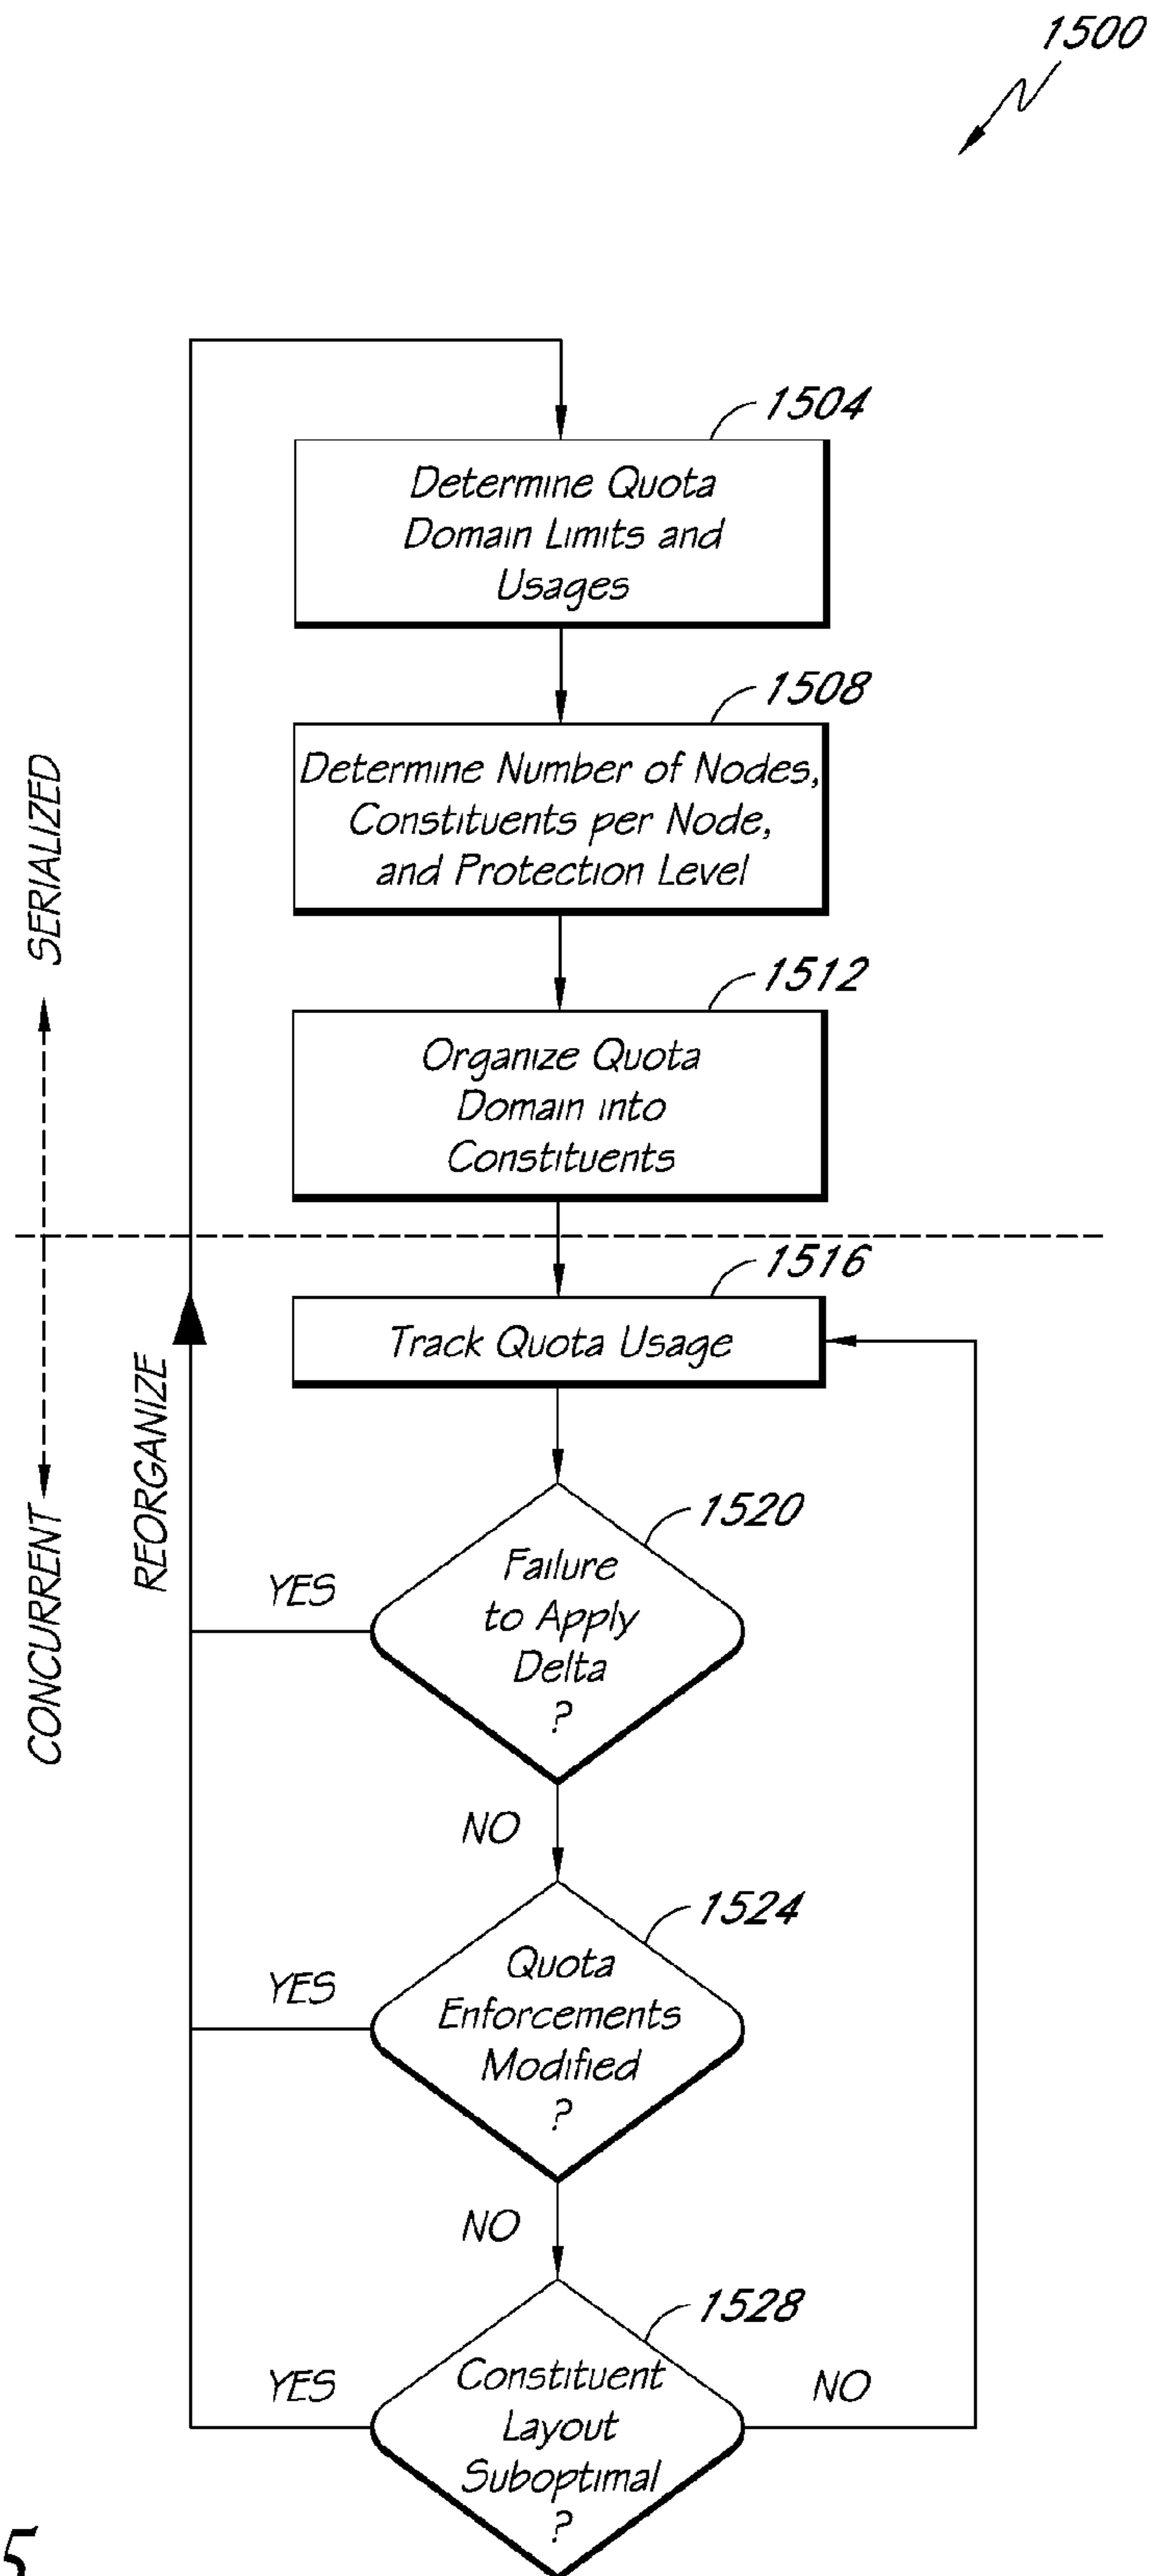 1500
1504
Determine Quota
Domain Limits and
Usages
1508
Determine Number of Nodes,
Constituents per Node,
and Protection Level
SERIALIZED
1512
Organize Quota
Domain into
Constituents
1516
Track Quota Usage
REORGANIZE
CONCURRENT
1520
Failure
to Apply
Delta
?
YES
NO
1524
Quota
Enforcements
Modified
?
YES
NO
1528
Constituent
Layout
Suboptimal
?
YES
NO
5